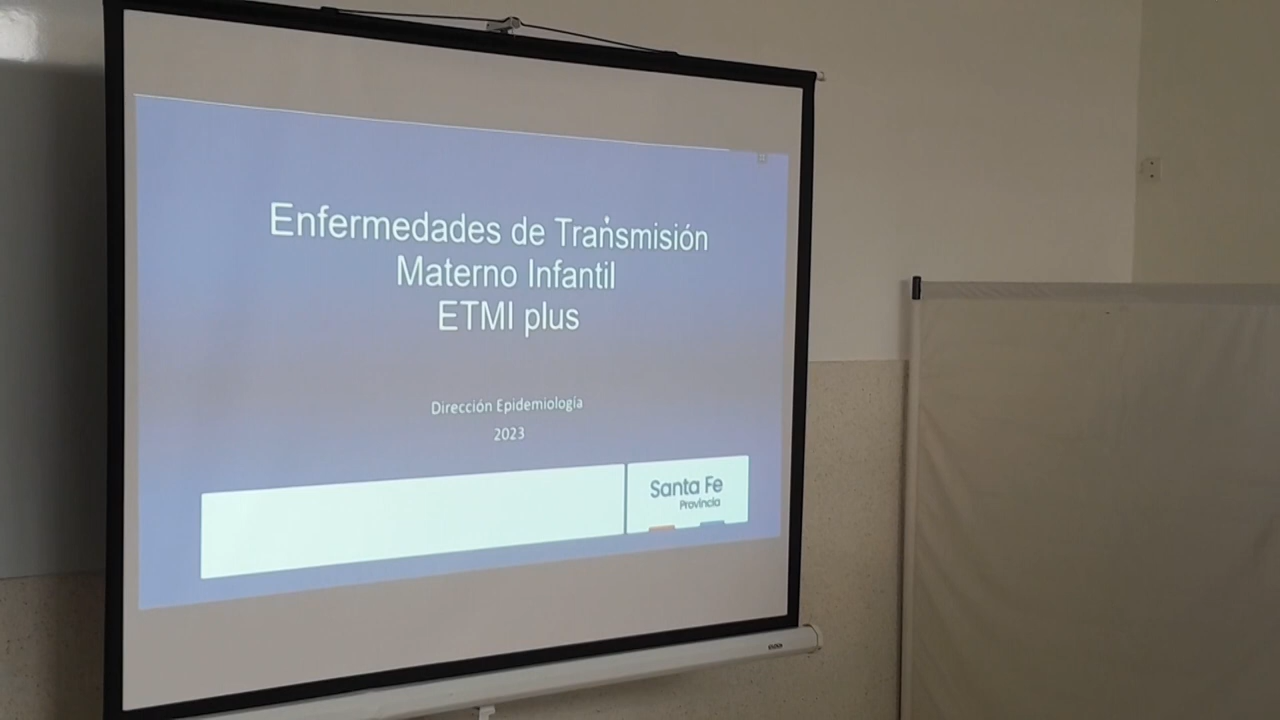 Enfermedades de Transmisión
Materno Infantil
ETMI plus
Dirección Epidemiología
2023
Santa Fe
Provincia